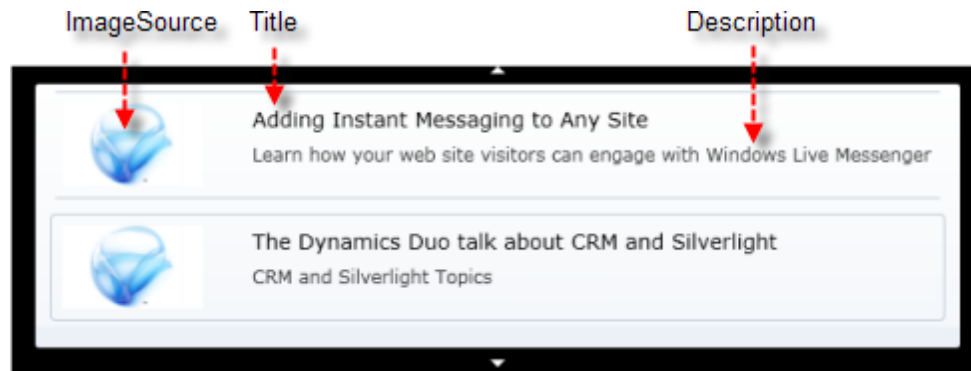 ImageSource Title Description
Adding Instant Messaging to Any Site
Learn how your web site visitors can engage with Windows Live Messenger
The Dynamics Duo talk about CRM and Silverlight
CRM and Silverlight Topics